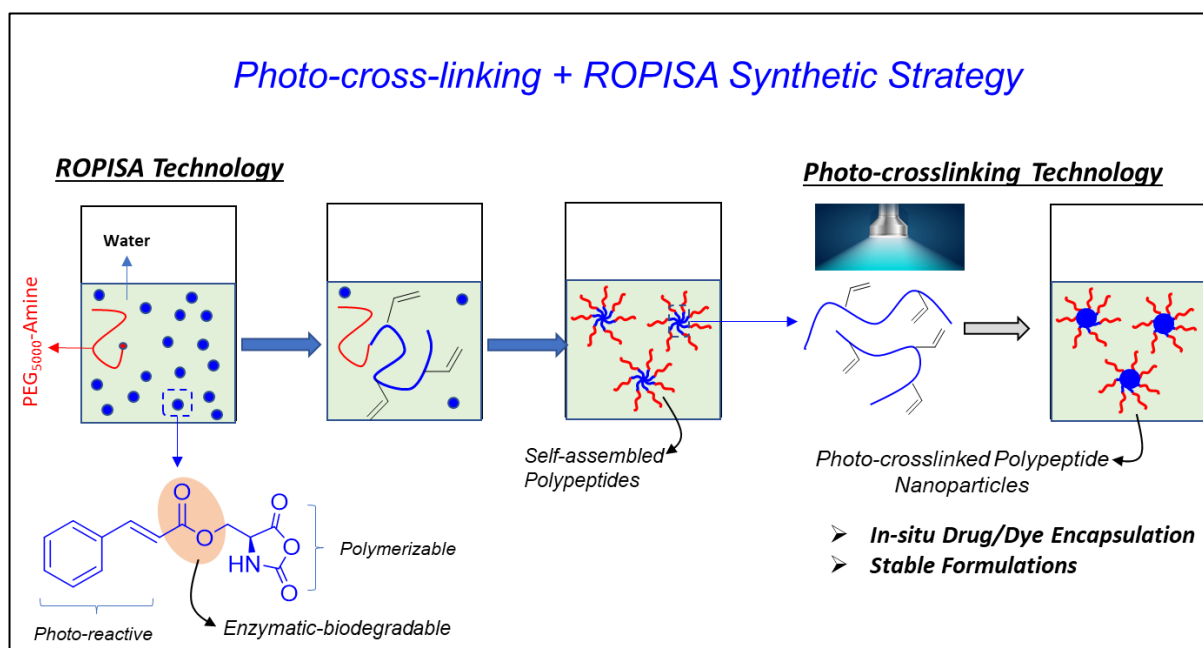 Photo-cross-linking + ROPISA Synthetic Strategy
ROPISA Technology
Photo-crosslinking Technology
Water
PEG5000-Amine
Self-assembled
Polypeptides
Photo-crosslinked Polypeptide
Nanoparticles
➢ In-situ Drug/Dye Encapsulation
➢ Stable Formulations
O
O
O
O
HN
O
Polymerizable
Photo-reactive
Enzymatic-biodegradable